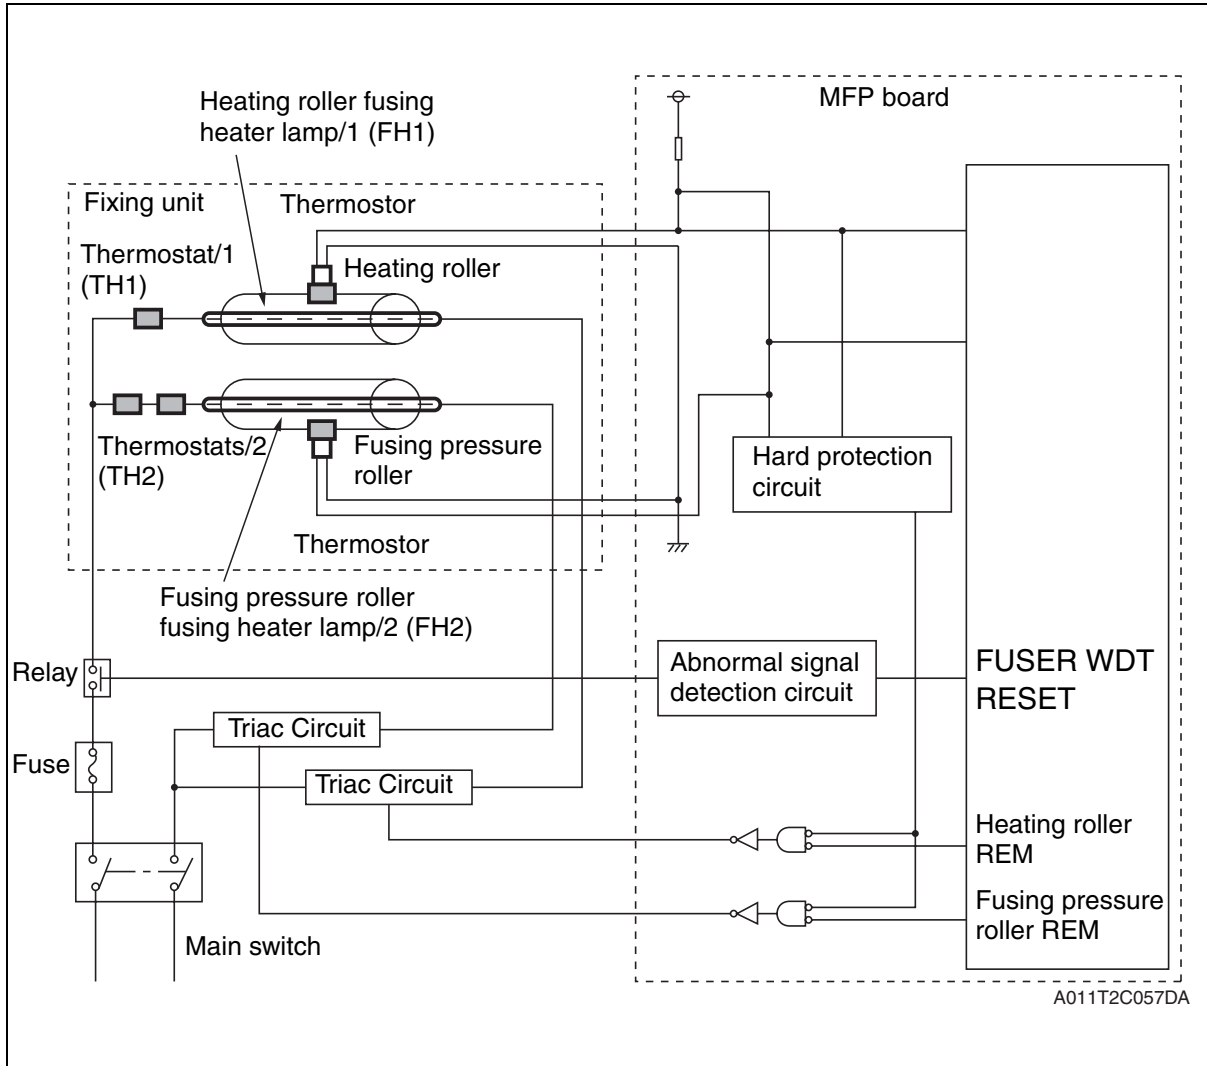 MFP board
Heating roller fusing
heater lamp/1 (FH1)
Fixing unit
Thermostor
Thermostat/1
(TH1)
Heating roller
Thermostats/2
(TH2)
Fusing pressure
roller
Hard protection
circuit
Thermostor
Fusing pressure roller
fusing heater lamp/2 (FH2)
Relay
Abnormal signal
detection circuit
FUSER WDT
RESET
Triac Circuit
Fuse
Triac Circuit
Heating roller
REM
Fusing pressure
roller REM
Main switch
A011T2C057DA